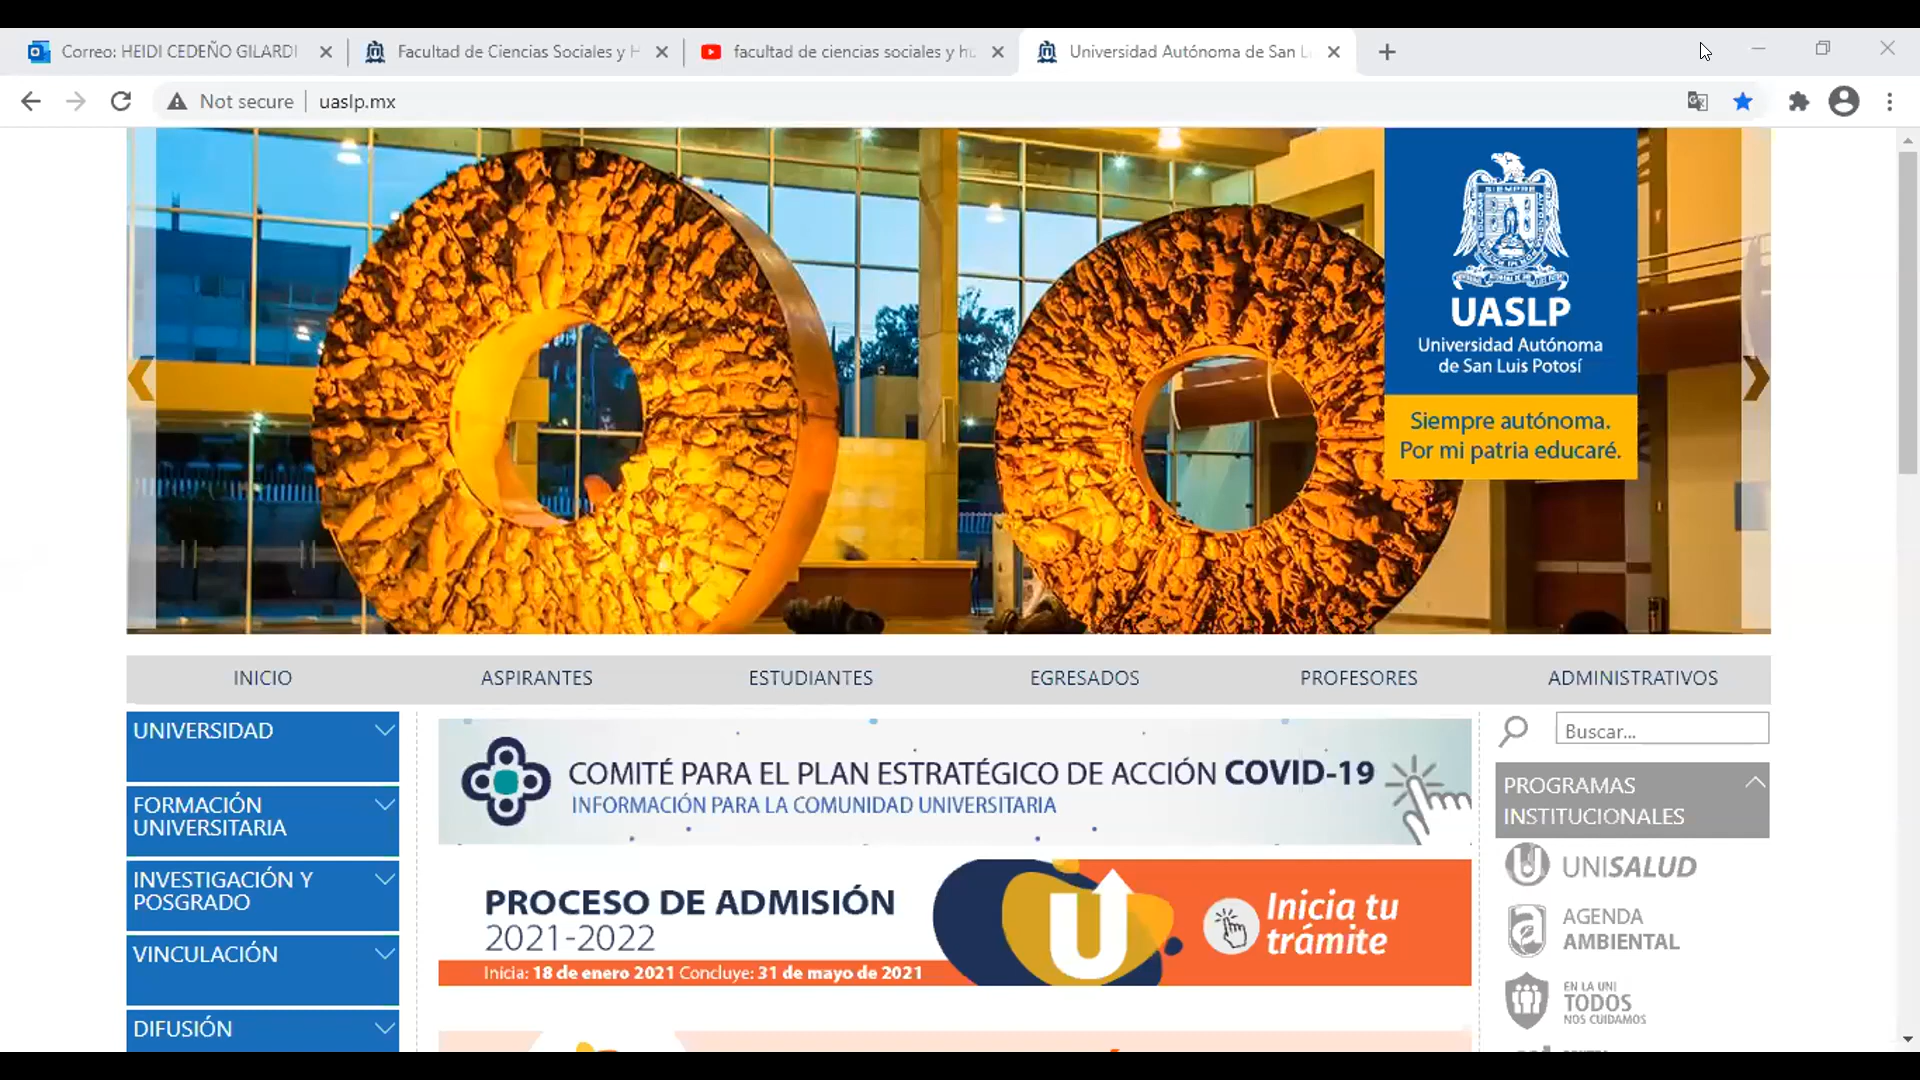 Correo: HEIDI CEDEÑO GILARDI
Facultad de Ciencias Sociales y H
facultad de ciencias sociales y hu
Universidad Autónoma de San L
Not secure
uaslp.mx
SIEMPRE
UASLP
Universidad Autónoma
de San Luis Potosí
Siempre autónoma.
Por mi patria educaré.
INICIO
ASPIRANTES
ESTUDIANTES
EGRESADOS
PROFESORES
ADMINISTRATIVOS
UNIVERSIDAD
FORMACIÓN
UNIVERSITARIA
INVESTIGACIÓN Y
POSGRADO
VINCULACIÓN
DIFUSIÓN
COMITÉ PARA EL PLAN ESTRATÉGICO DE ACCIÓN COVID-19
INFORMACIÓN PARA LA COMUNIDAD UNIVERSITARIA
PROCESO DE ADMISIÓN
2021-2022
Inicia: 18 de enero 2021 Concluye: 31 de mayo de 2021
U
Inicia tu
trámite
Buscar...
PROGRAMAS
INSTITUCIONALES
UNISALUD
AGENDA
AMBIENTAL
EN LA UNI
TODOS
NOS CUIDAMOS